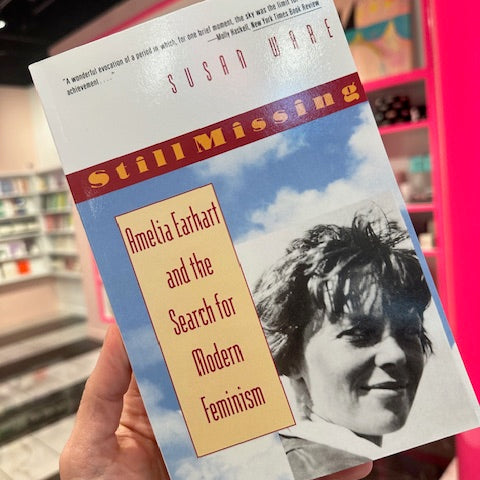 "A wonderful evocation of a period in which, for one brief moment, the sky was the limit for
achievement . . . ."
—Molly Haskell, New York Times Book Review
SUSAN WARE
Still Missing
Amelia Earhart
and the
Search for
Modern
Feminism